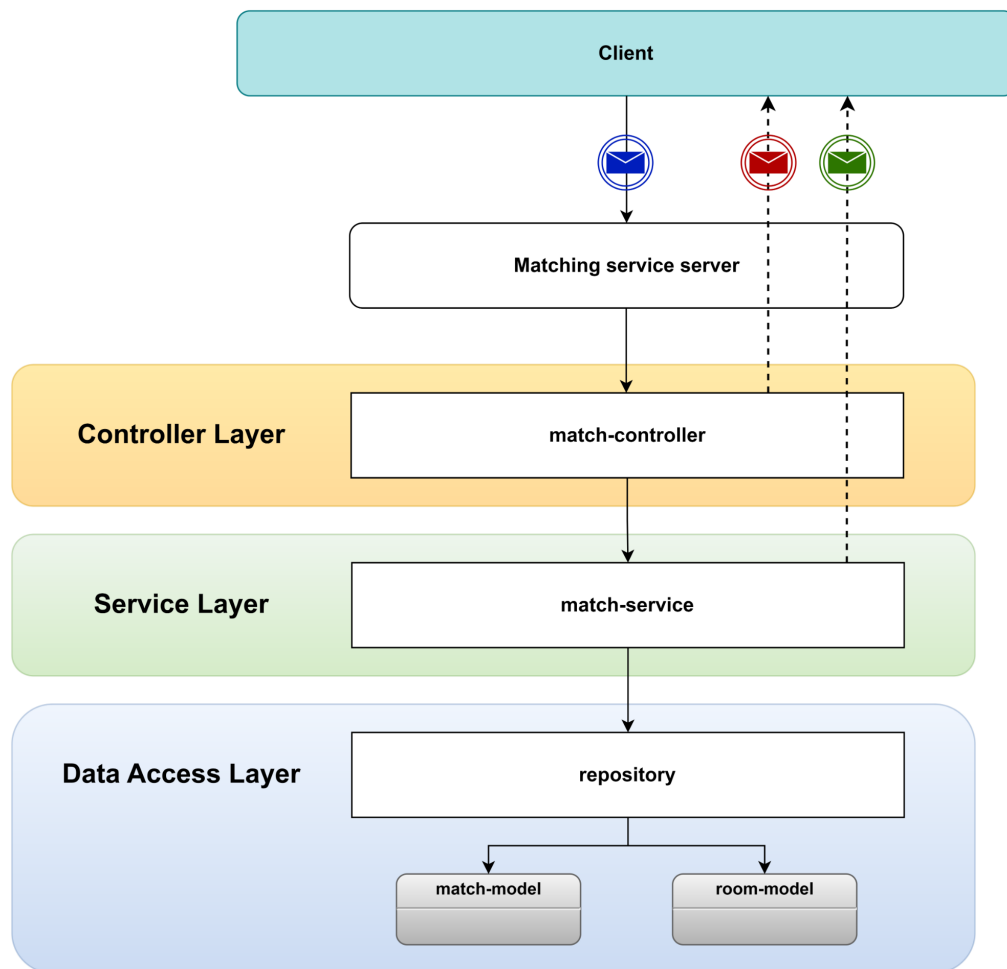 Client
Matching service server
Controller Layer
match-controller
Service Layer
match-service
Data Access Layer
repository
match-model
room-model